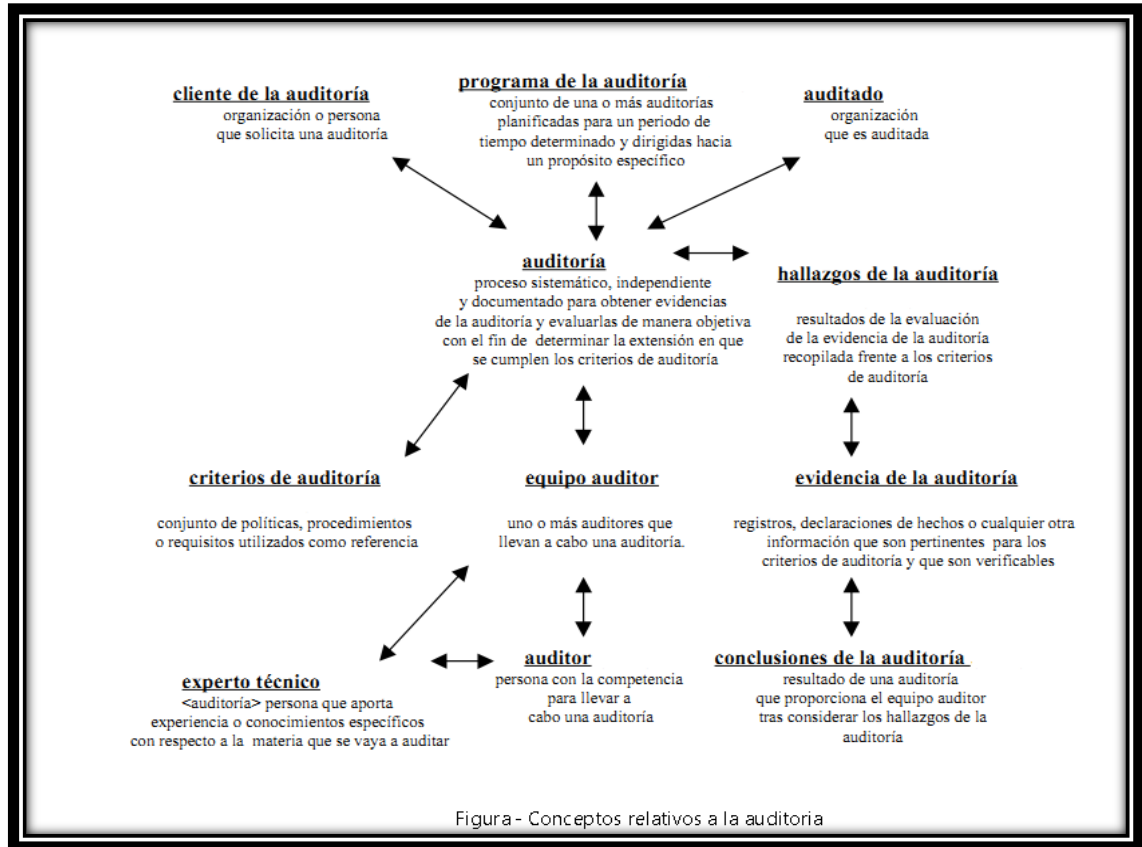 cliente de la auditoría
organización o persona
que solicita una auditoría
programa de la auditoría
conjunto de una o más auditorías
planificadas para un periodo de
tiempo determinado y dirigidas hacia
un propósito específico
auditado
organización
que es auditada
auditoría
proceso sistemático, independiente
y documentado para obtener evidencias
de la auditoría y evaluarlas de manera objetiva
con el fin de determinar la extensión en que
se cumplen los criterios de auditoría
hallazgos de la auditoría
resultados de la evaluación
de la evidencia de la auditoría
recopilada frente a los criterios
de auditoría
criterios de auditoría
conjunto de políticas, procedimientos
o requisitos utilizados como referencia
equipo auditor
uno o más auditores que
llevan a cabo una auditoría.
evidencia de la auditoría
registros, declaraciones de hechos o cualquier otra
información que son pertinentes para los
criterios de auditoría y que son verificables
experto técnico
<auditoría> persona que aporta
experiencia o conocimientos específicos
con respecto a la materia que se vaya a auditar
auditor
persona con la competencia
para llevar a
cabo una auditoría
conclusiones de la auditoría
resultado de una auditoría
que proporciona el equipo auditor
tras considerar los hallazgos de la
auditoría
Figura - Conceptos relativos a la auditoria